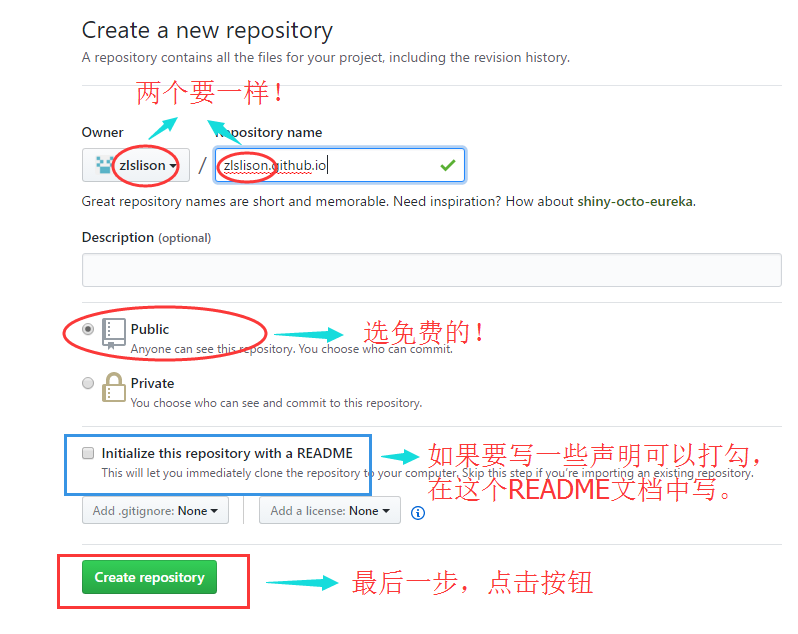 Create a new repository
A repository contains all the files for your project, including the revision history.
两个要一样！
Owner
Repository name
zlslison
/
zlslison.github.io
Great repository names are short and memorable. Need inspiration? How about shiny-octo-eureka.
Description (optional)
Public
Anyone can see this repository. You choose who can commit.
选免费的！
Private
You choose who can see and commit to this repository.
Initialize this repository with a README
This will let you immediately clone the repository to your computer. Skip this step if you're importing an existing repository.
如果要写一些声明可以打勾，
在这个README文档中写。
Add .gitignore: None
Add a license: None
Create repository
最后一步，点击按钮